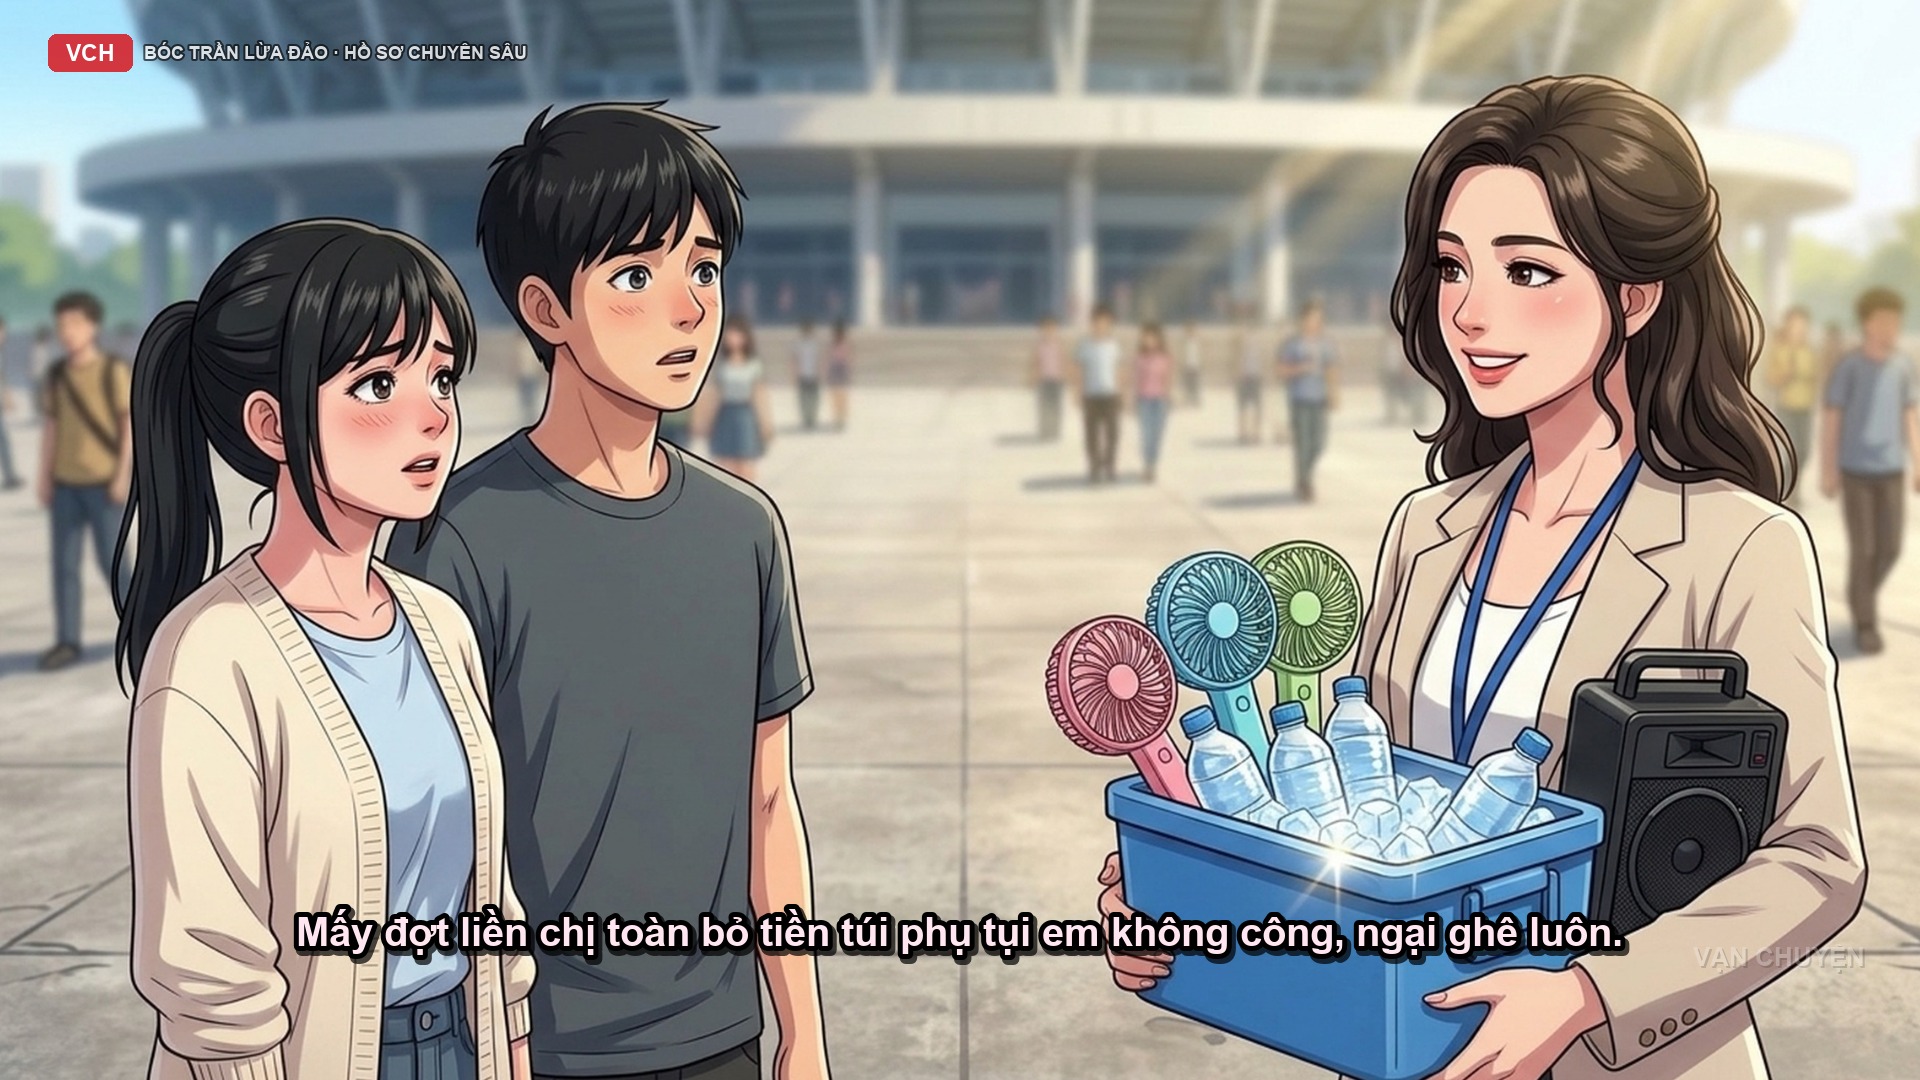 VCH BÓC TRẦN LỪA ĐẢO · HỒ SƠ CHUYÊN SÂU
Mấy đợt liền chị toàn bỏ tiền túi phụ tụi em không công, ngại ghê luôn.
VẠN CHUYỆN